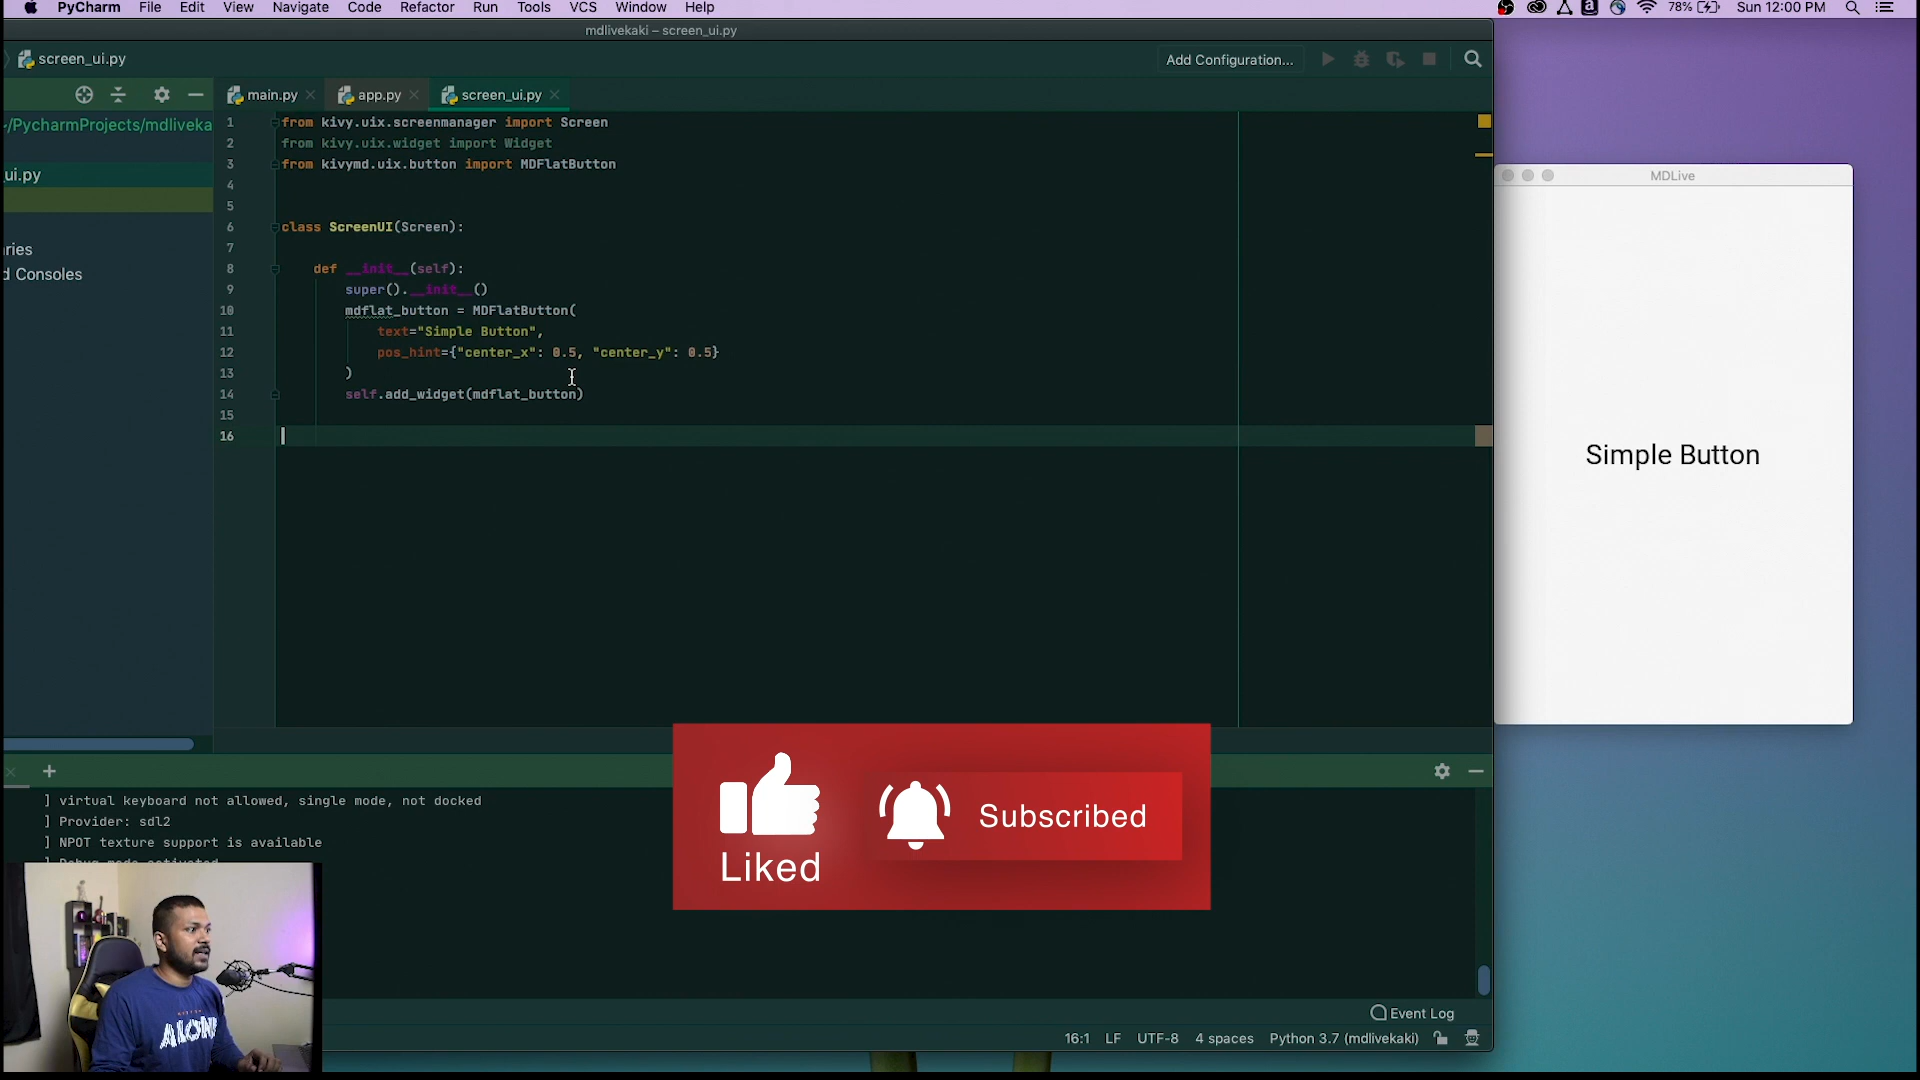 PyCharm File Edit View Navigate Code Refactor Run Tools VCS Window Help
78% Sun 12:00 PM
mdlivekaki – screen_ui.py
screen_ui.py
Add Configuration...
main.py
app.py
screen_ui.py
~/PycharmProjects/mdliveka
ui.py
d Consoles
1 from kivy.uix.screenmanager import Screen
2 from kivy.uix.widget import Widget
3 from kivymd.uix.button import MDFlatButton
4
5
6 class ScreenUI(Screen):
7
8 def __init__(self):
9 super().__init__()
10 mdflat_button = MDFlatButton(
11 text="Simple Button",
12 pos_hint={"center_x": 0.5, "center_y": 0.5}
13 )
14 self.add_widget(mdflat_button)
15
16
MDLive
Simple Button
] virtual keyboard not allowed, single mode, not docked
] Provider: sdl2
] NPOT texture support is available
Liked
Subscribed
ALONE
Event Log
16:1 LF UTF-8 4 spaces Python 3.7 (mdlivekaki)